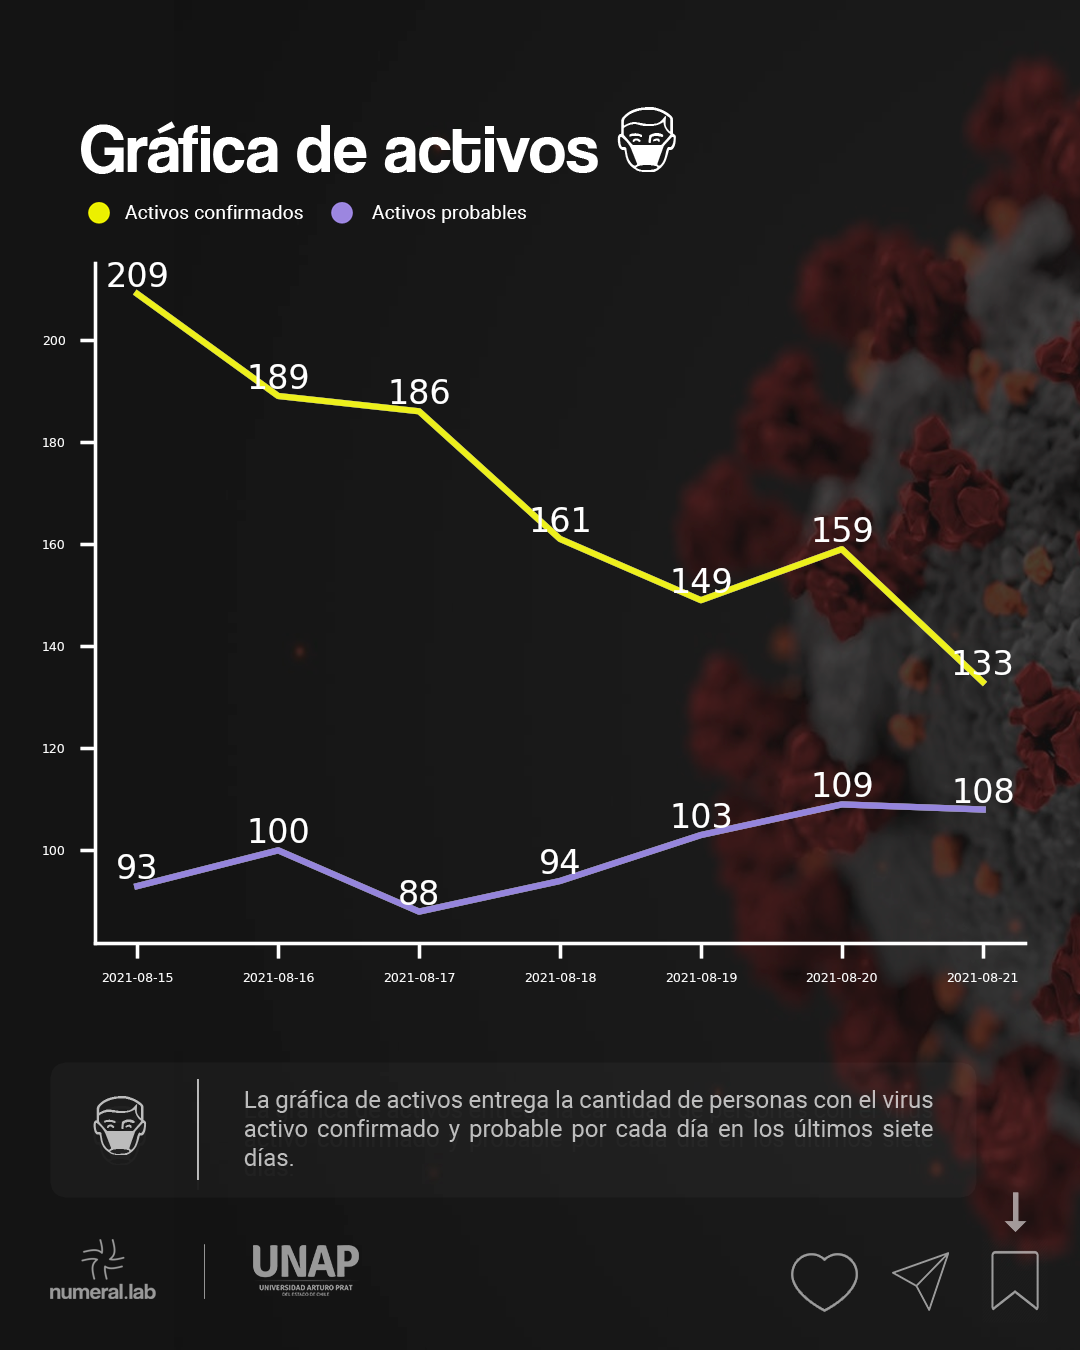 Gráfica de activos
Activos confirmados Activos probables
209
200
189
186
180
161
160
159
149
140
133
120
109
108
103
100
100
94
93
88
2021-08-15 2021-08-16 2021-08-17 2021-08-18 2021-08-19 2021-08-20 2021-08-21
La gráfica de activos entrega la cantidad de personas con el virus
activo confirmado y probable por cada día en los últimos siete
días.
numeral.lab
UNAP
UNIVERSIDAD ARTURO PRAT
DEL ESTADO DE CHILE